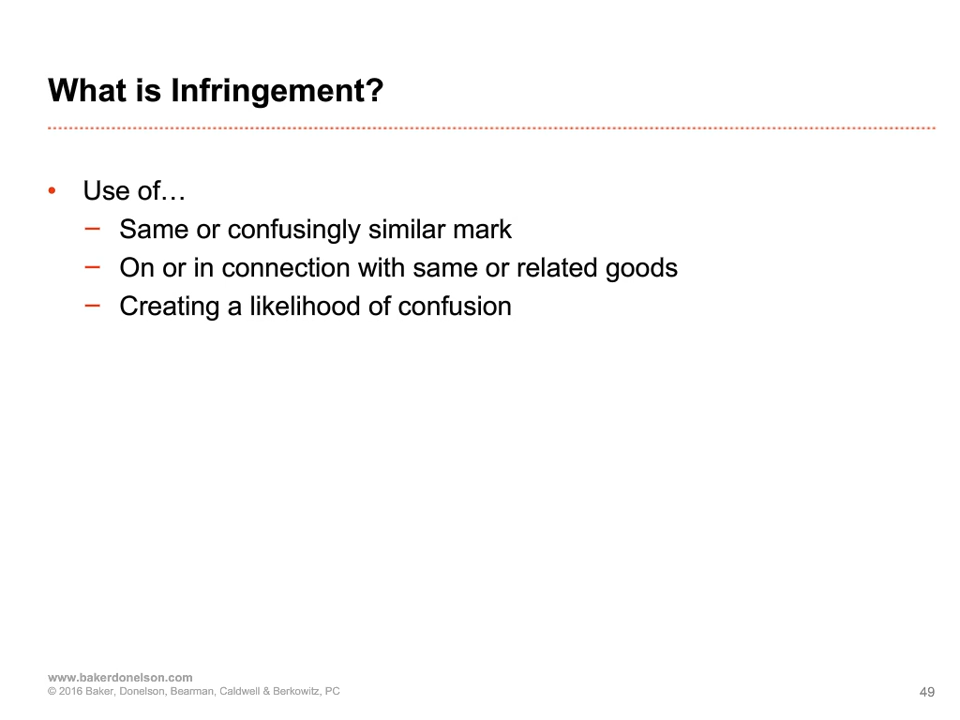 What is Infringement?
• Use of…
– Same or confusingly similar mark
– On or in connection with same or related goods
– Creating a likelihood of confusion
www.bakerdonelson.com
© 2016 Baker, Donelson, Bearman, Caldwell & Berkowitz, PC
49